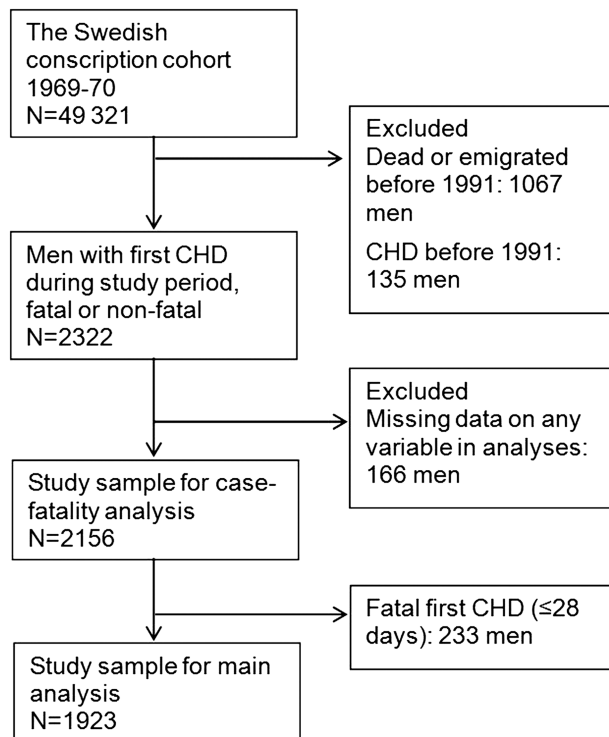 The Swedish
conscription cohort
1969-70
N=49 321
Excluded
Dead or emigrated
before 1991: 1067
men
CHD before 1991:
135 men
Men with first CHD
during study period,
fatal or non-fatal
N=2322
Excluded
Missing data on any
variable in analyses:
166 men
Study sample for case-
fatality analysis
N=2156
Fatal first CHD (≤28
days): 233 men
Study sample for main
analysis
N=1923